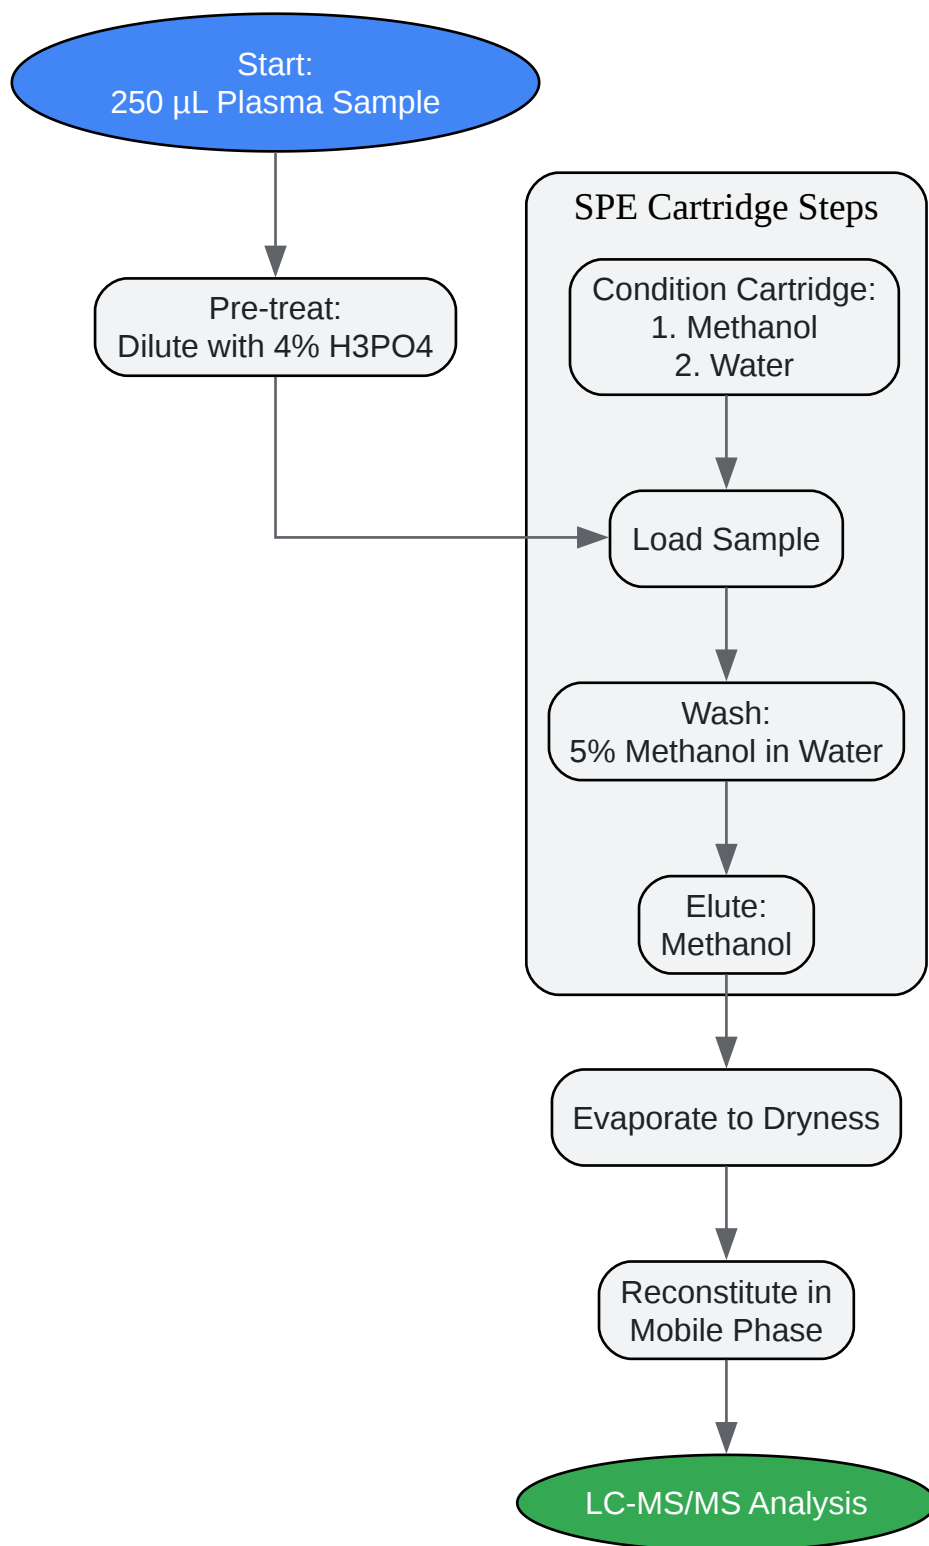 Start:
250 µL Plasma Sample
Pre-treat:
Dilute with 4% H3PO4
SPE Cartridge Steps
Condition Cartridge:
1. Methanol
2. Water
Load Sample
Wash:
5% Methanol in Water
Elute:
Methanol
Evaporate to Dryness
Reconstitute in
Mobile Phase
LC-MS/MS Analysis